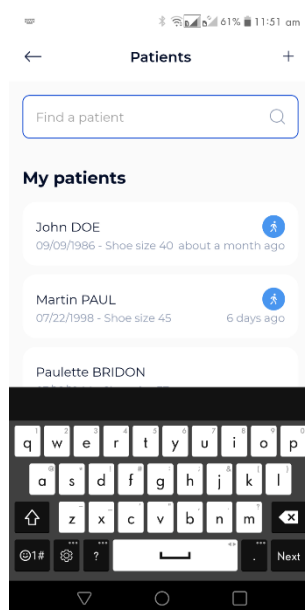 61% 11:51 am
Patients
Find a patient
My patients
John DOE
09/09/1986 - Shoe size 40 about a month ago
Martin PAUL
07/22/1998 - Shoe size 45 6 days ago
Paulette BRIDON
q w e r t y u i o p
a s d f g h j k l
z x c v b n m
1# ? . Next